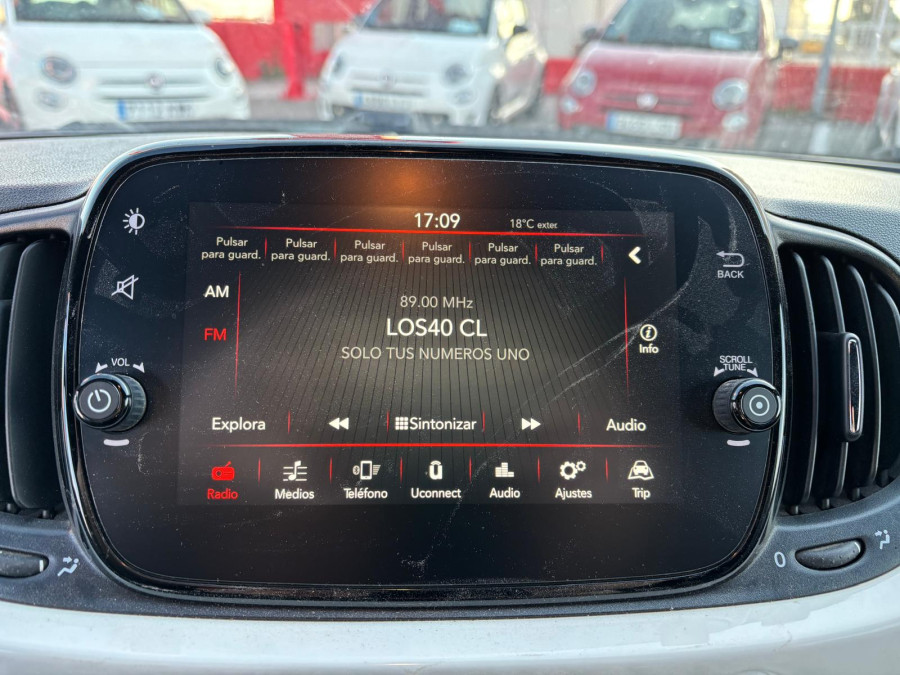 17:09
18°C exter.
Pulsar
para guard.
Pulsar
para guard.
Pulsar
para guard.
Pulsar
para guard.
Pulsar
para guard.
Pulsar
para guard.
BACK
AM
89.00 MHz
FM
LOS40 CL
Info
SOLO TUS NUMEROS UNO
VOL
SCROLL
TUNE
Explora
Sintonizar
Audio
Radio
Medios
Teléfono
Uconnect
Audio
Ajustes
Trip
0